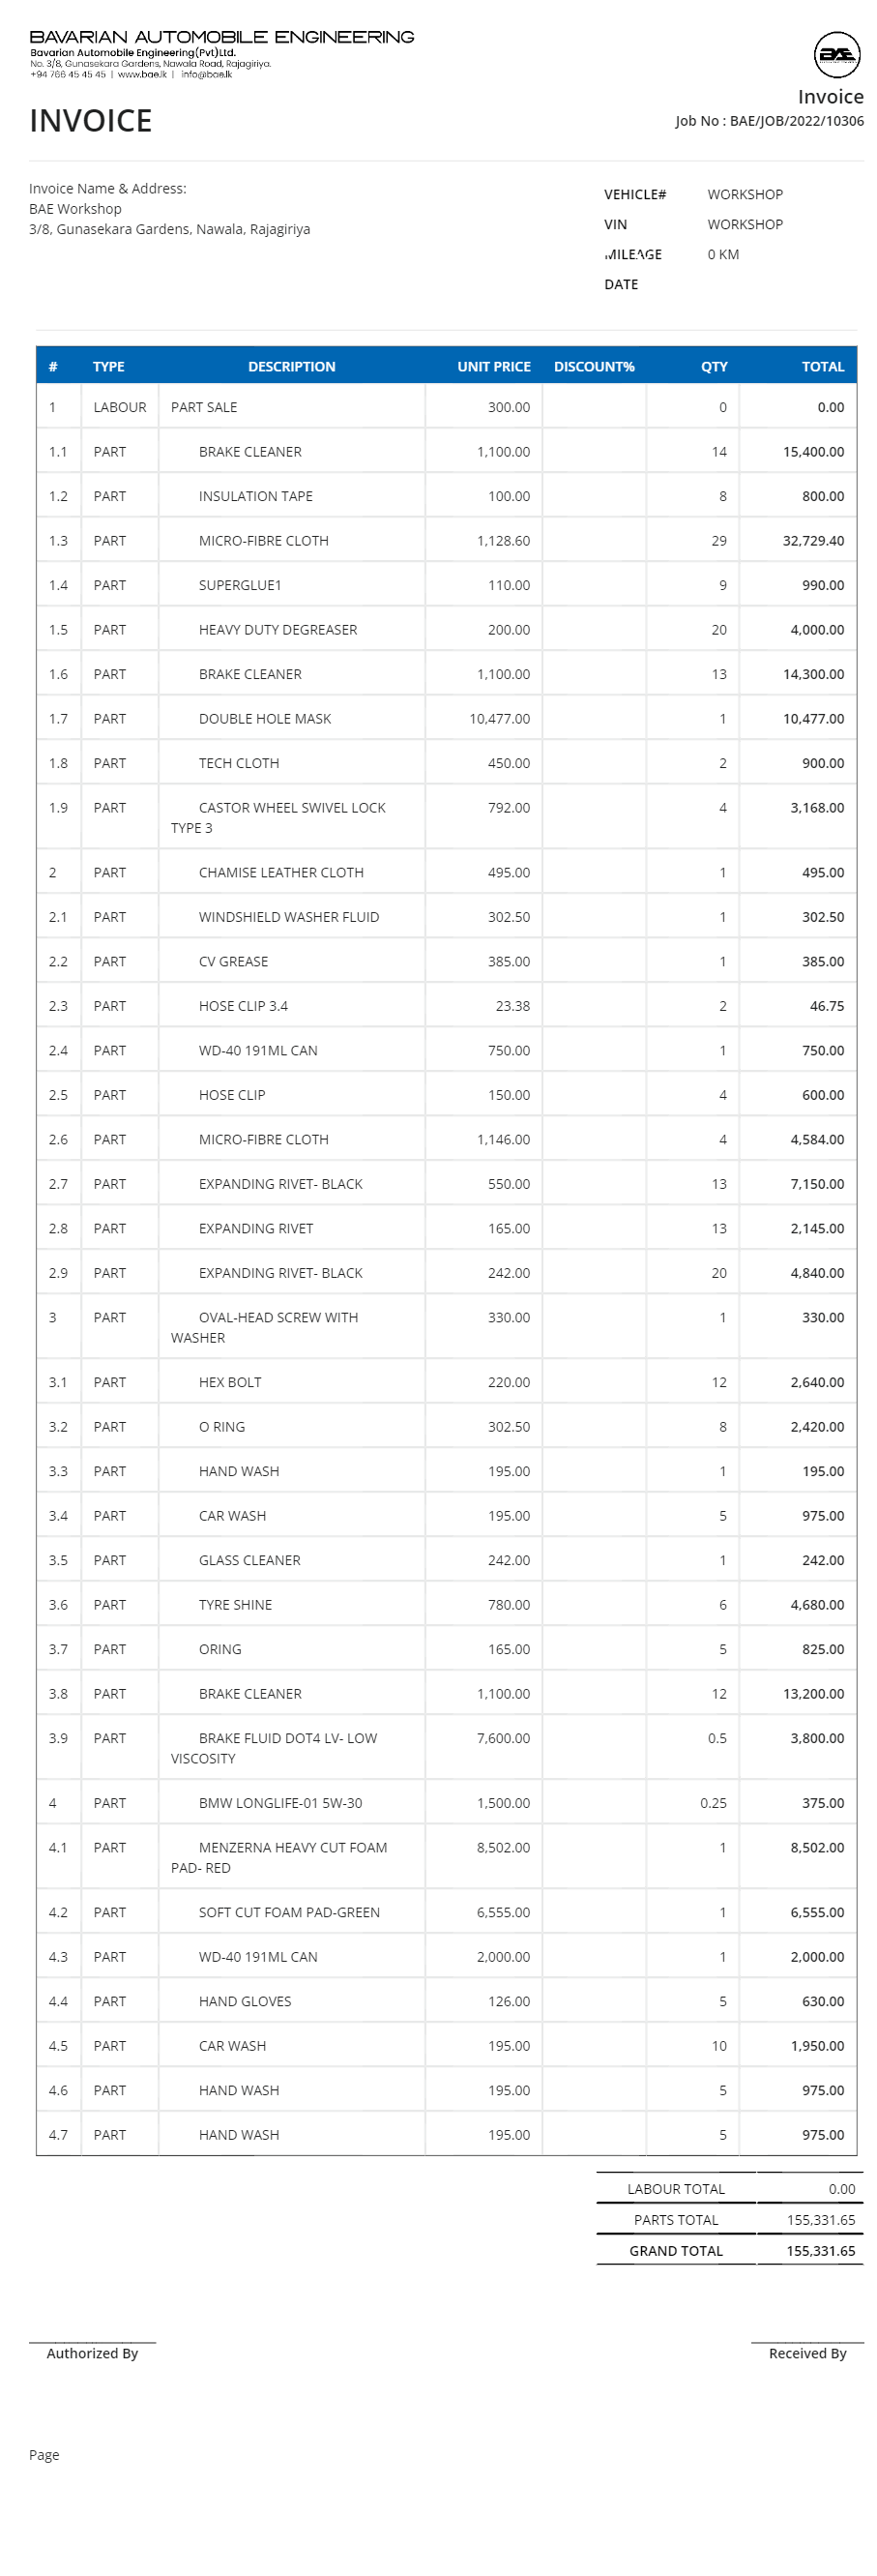 BAVARIAN AUTOMOBILE ENGINEERING
Bavarian Automobile Engineering(Pvt)Ltd.
No. 3/8, Gunasekara Gardens, Nawala Road, Rajagiriya.
+94 766 45 45 45 | www.bae.lk | info@bae.lk
BAE
Invoice
INVOICE
Job No : BAE/JOB/2022/10306
Invoice Name & Address:
BAE Workshop
3/8, Gunasekara Gardens, Nawala, Rajagiriya
VEHICLE# WORKSHOP
VIN WORKSHOP
MILEAGE 0 KM
DATE
# TYPE DESCRIPTION UNIT PRICE DISCOUNT% QTY TOTAL
1 LABOUR PART SALE 300.00 0 0.00
1.1 PART BRAKE CLEANER 1,100.00 14 15,400.00
1.2 PART INSULATION TAPE 100.00 8 800.00
1.3 PART MICRO-FIBRE CLOTH 1,128.60 29 32,729.40
1.4 PART SUPERGLUE1 110.00 9 990.00
1.5 PART HEAVY DUTY DEGREASER 200.00 20 4,000.00
1.6 PART BRAKE CLEANER 1,100.00 13 14,300.00
1.7 PART DOUBLE HOLE MASK 10,477.00 1 10,477.00
1.8 PART TECH CLOTH 450.00 2 900.00
1.9 PART CASTOR WHEEL SWIVEL LOCK 792.00 4 3,168.00
TYPE 3
2 PART CHAMISE LEATHER CLOTH 495.00 1 495.00
2.1 PART WINDSHIELD WASHER FLUID 302.50 1 302.50
2.2 PART CV GREASE 385.00 1 385.00
2.3 PART HOSE CLIP 3.4 23.38 2 46.75
2.4 PART WD-40 191ML CAN 750.00 1 750.00
2.5 PART HOSE CLIP 150.00 4 600.00
2.6 PART MICRO-FIBRE CLOTH 1,146.00 4 4,584.00
2.7 PART EXPANDING RIVET- BLACK 550.00 13 7,150.00
2.8 PART EXPANDING RIVET 165.00 13 2,145.00
2.9 PART EXPANDING RIVET- BLACK 242.00 20 4,840.00
3 PART OVAL-HEAD SCREW WITH 330.00 1 330.00
WASHER
3.1 PART HEX BOLT 220.00 12 2,640.00
3.2 PART O RING 302.50 8 2,420.00
3.3 PART HAND WASH 195.00 1 195.00
3.4 PART CAR WASH 195.00 5 975.00
3.5 PART GLASS CLEANER 242.00 1 242.00
3.6 PART TYRE SHINE 780.00 6 4,680.00
3.7 PART ORING 165.00 5 825.00
3.8 PART BRAKE CLEANER 1,100.00 12 13,200.00
3.9 PART BRAKE FLUID DOT4 LV- LOW 7,600.00 0.5 3,800.00
VISCOSITY
4 PART BMW LONGLIFE-01 5W-30 1,500.00 0.25 375.00
4.1 PART MENZERNA HEAVY CUT FOAM 8,502.00 1 8,502.00
PAD- RED
4.2 PART SOFT CUT FOAM PAD-GREEN 6,555.00 1 6,555.00
4.3 PART WD-40 191ML CAN 2,000.00 1 2,000.00
4.4 PART HAND GLOVES 126.00 5 630.00
4.5 PART CAR WASH 195.00 10 1,950.00
4.6 PART HAND WASH 195.00 5 975.00
4.7 PART HAND WASH 195.00 5 975.00
LABOUR TOTAL 0.00
PARTS TOTAL 155,331.65
GRAND TOTAL 155,331.65
Authorized By Received By
Page